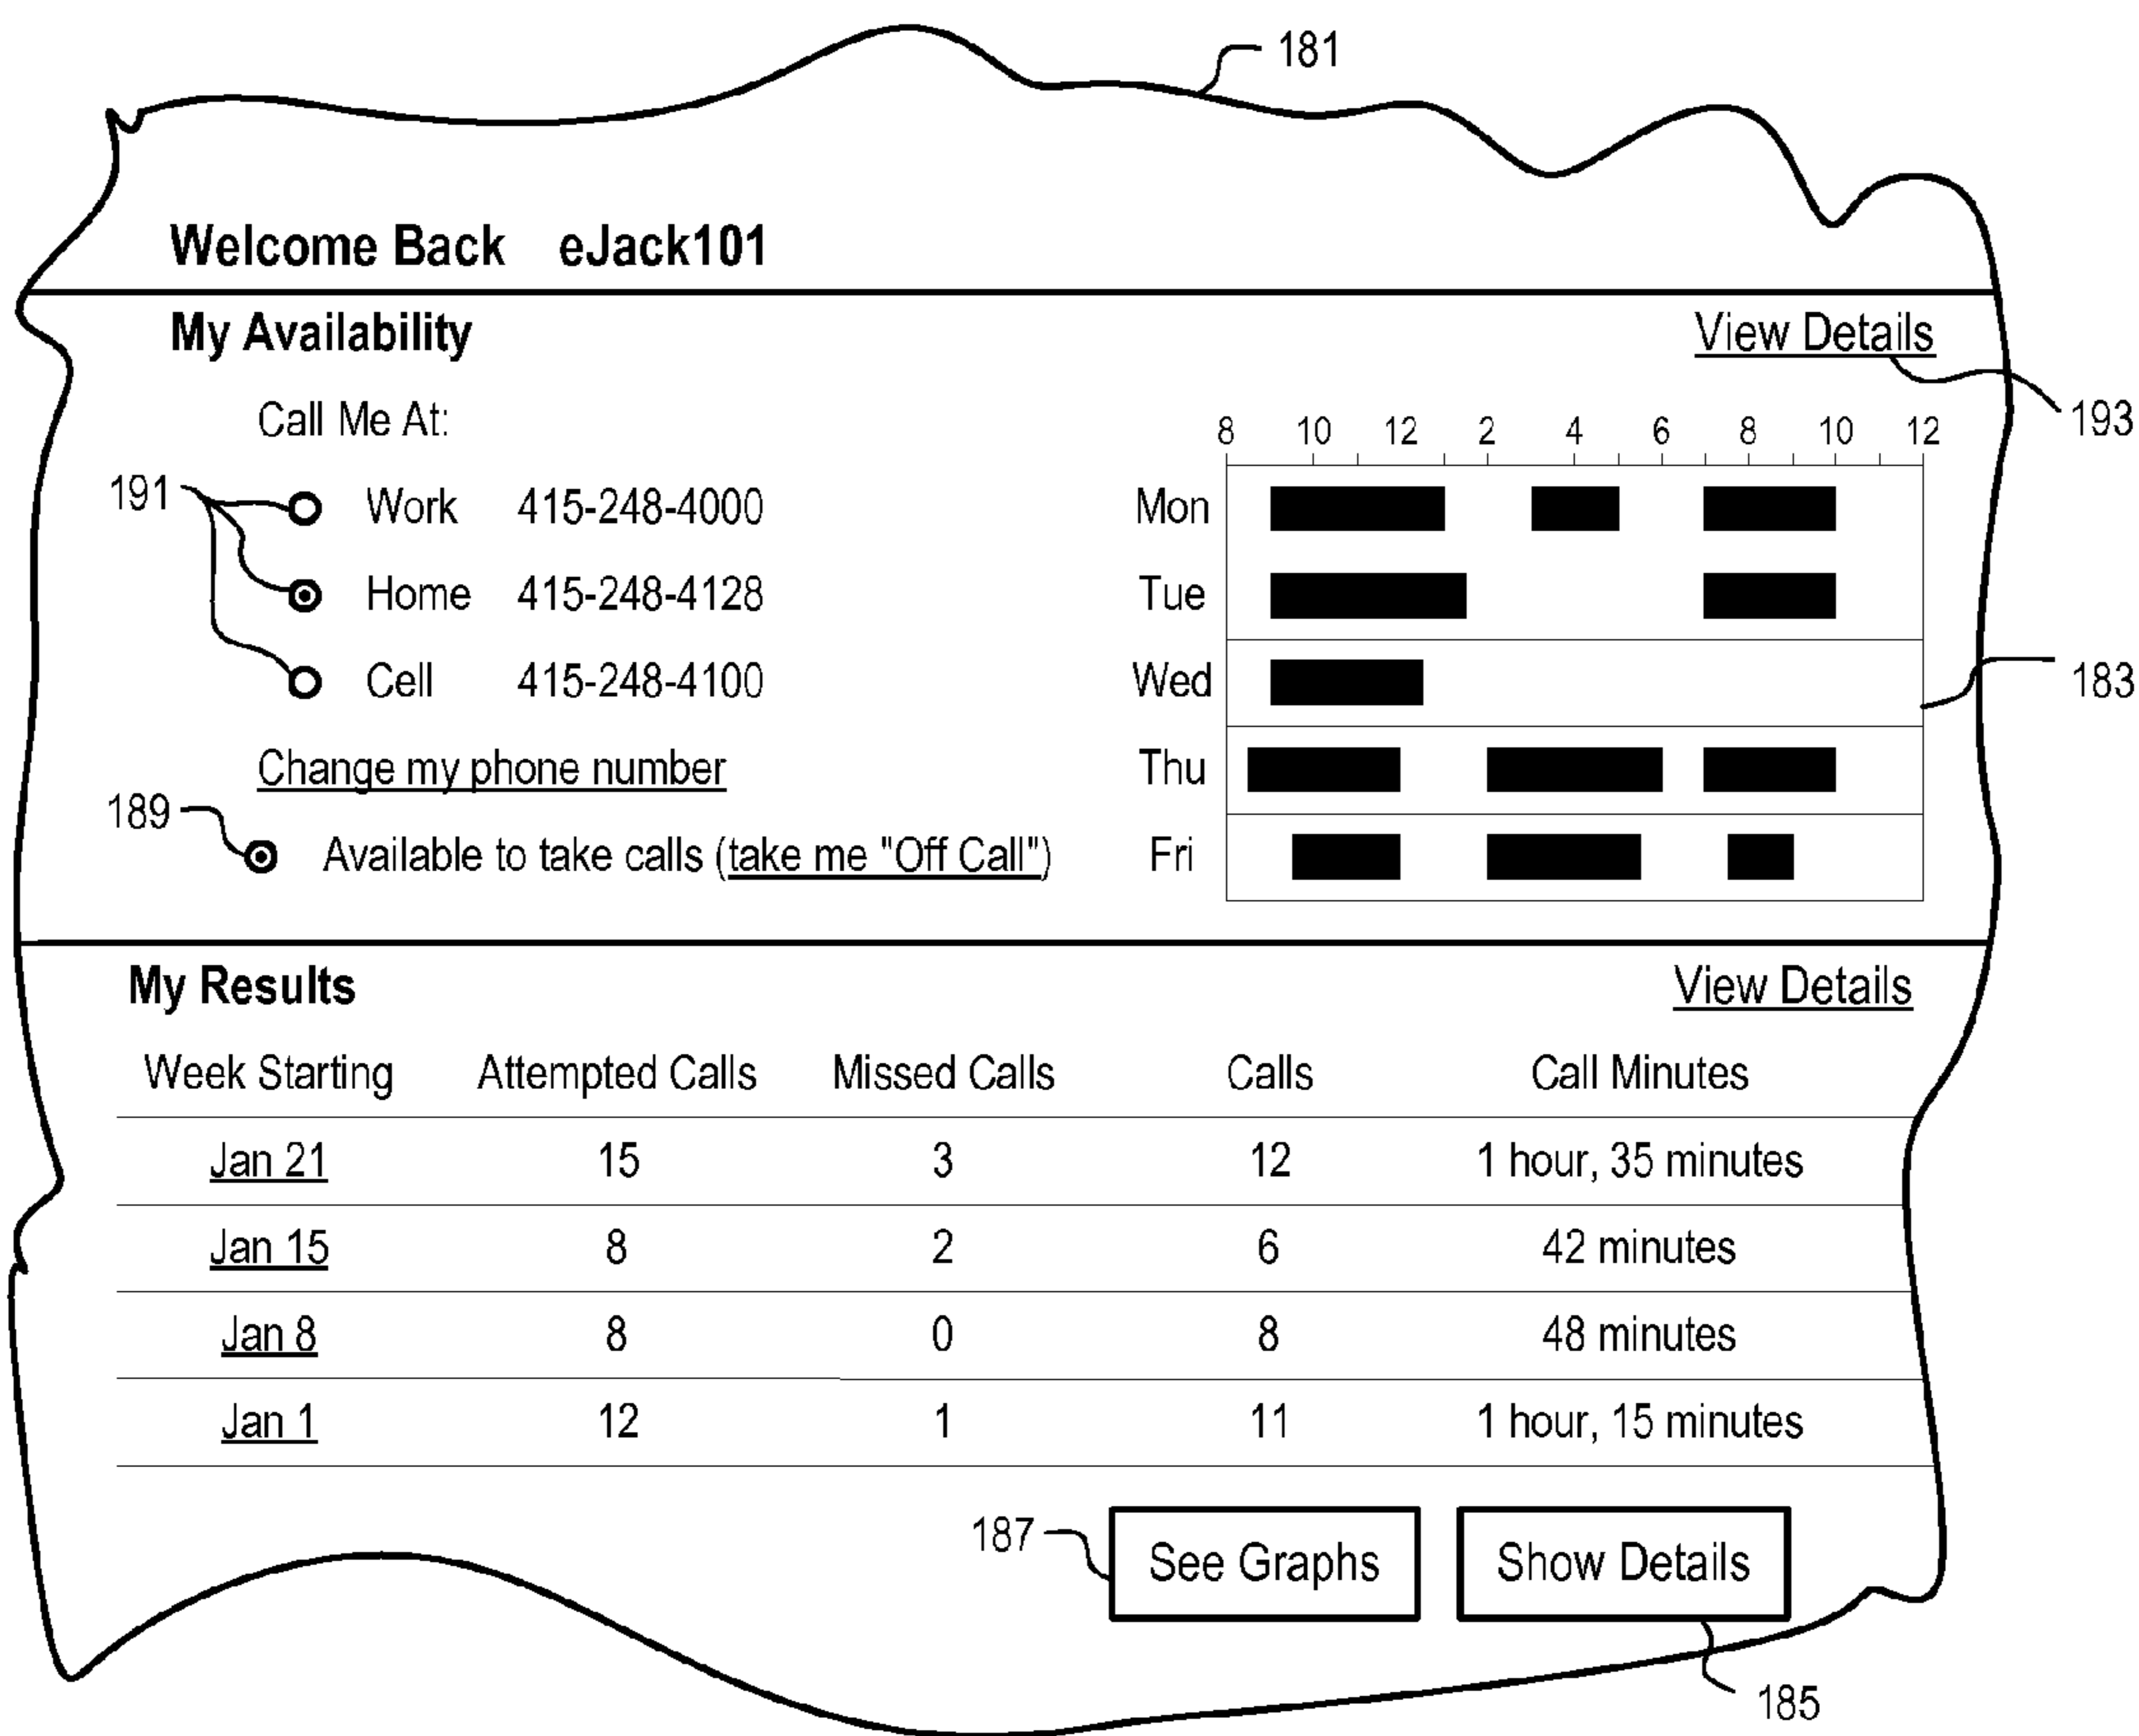 181
Welcome Back eJack101
My Availability View Details
193
Call Me At:
8 10 12 2 4 6 8 10 12
191 Work 415-248-4000 Mon
Home 415-248-4128 Tue
Cell 415-248-4100 Wed 183
Change my phone number Thu
189
Available to take calls (take me "Off Call") Fri
My Results View Details
Week Starting Attempted Calls Missed Calls Calls Call Minutes
Jan 21 15 3 12 1 hour, 35 minutes
Jan 15 8 2 6 42 minutes
Jan 8 8 0 8 48 minutes
Jan 1 12 1 11 1 hour, 15 minutes
187 See Graphs Show Details
185